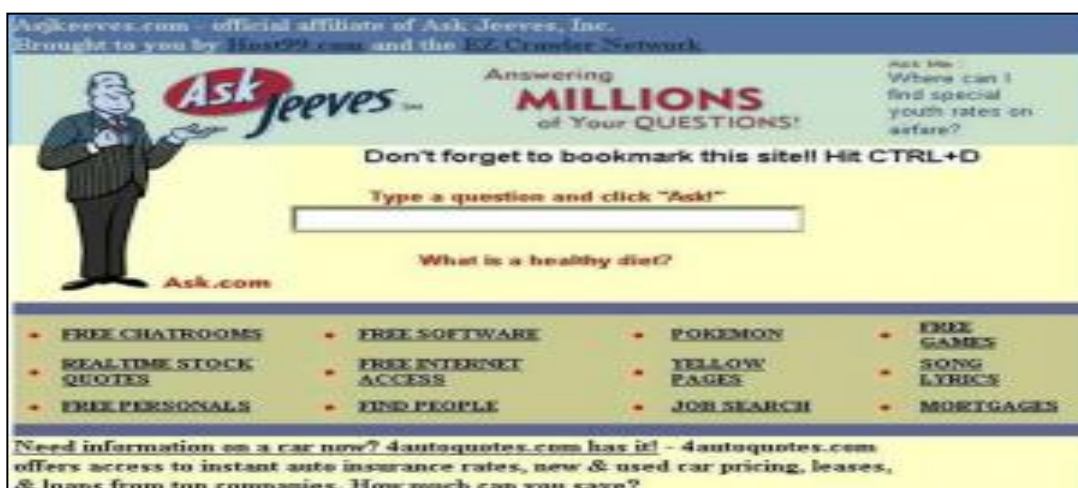 Asjkeeves.com - official affiliate of Ask Jeeves, Inc.
Brought to you by Host99.com and the EZ Crawler Network
Ask Jeeves SM
Answering
MILLIONS
of Your QUESTIONS!
Ask Me
Where can I
find special
youth rates on
airfare?
Don't forget to bookmark this site!! Hit CTRL+D
Type a question and click "Ask!"
What is a healthy diet?
Ask.com
FREE CHATROOMS
FREE SOFTWARE
POKEMON
FREE
GAMES
REALTIME STOCK
QUOTES
FREE INTERNET
ACCESS
YELLOW
PAGES
SONG
LYRICS
FREE PERSONALS
FIND PEOPLE
JOB SEARCH
MORTGAGES
Need information on a car now? 4autoquotes.com has it! - 4autoquotes.com
offers access to instant auto insurance rates, new & used car pricing, leases,
& loans from top companies. How much can you save?